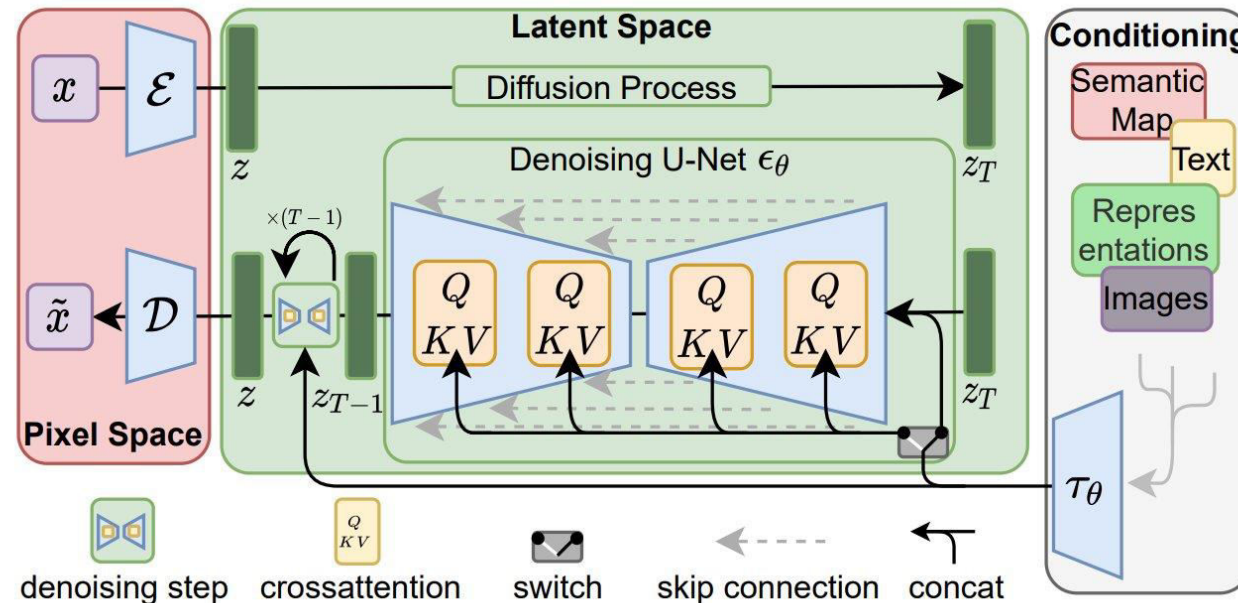 Latent Space
Conditioning
x
ℰ
z
Diffusion Process
z_T
Semantic
Map
Text
Repres
entations
Images
Denoising U-Net ϵ_θ
×(T−1)
x̃
𝒟
z
z_{T−1}
Q
KV
Q
KV
Q
KV
Q
KV
z_T
Pixel Space
τ_θ
denoising step
Q
KV
crossattention
switch
skip connection
concat